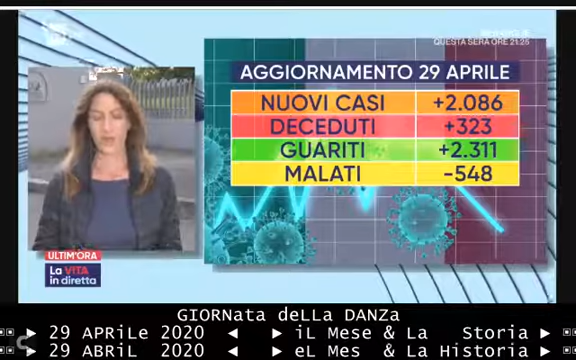 QUESTA SERA ORE 21:25
AGGIORNAMENTO 29 APRILE
NUOVI CASI +2.086
DECEDUTI +323
GUARITI +2.311
MALATI -548
ULTIM'ORA
La VITA
in diretta
GIORNata deLLa DANZa
29 APRiLe 2020 iL Mese & La Storia
29 ABRiL 2020 eL Mes & La Historia